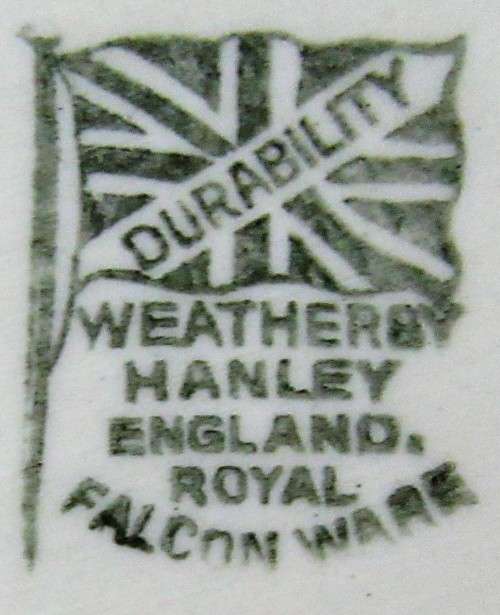 DURABILITY
WEATHERBY
HANLEY
ENGLAND.
ROYAL
FALCON WARE